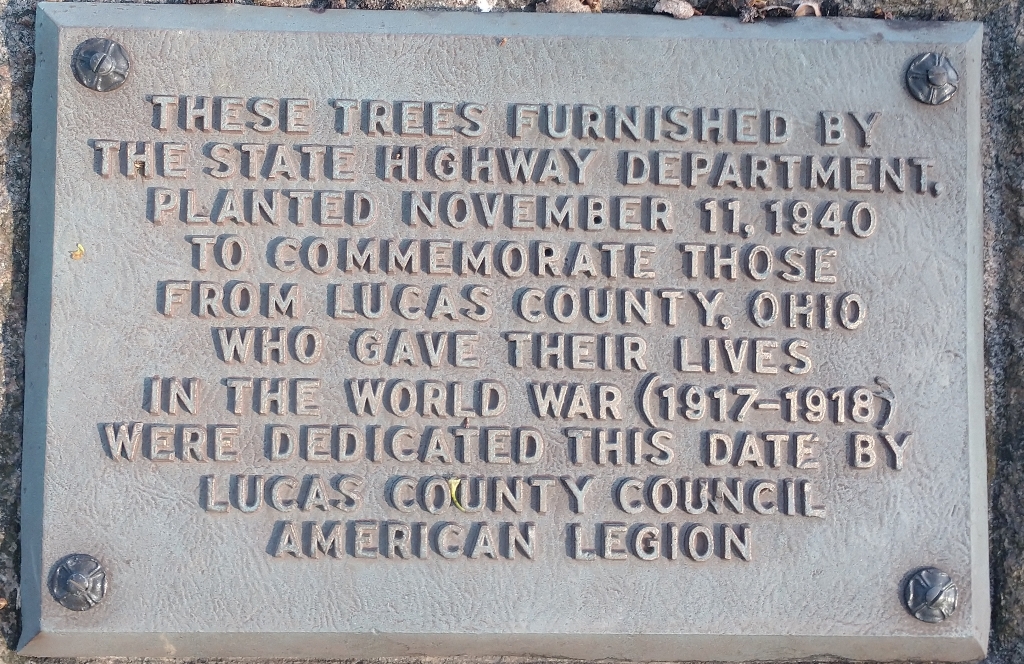 THESE TREES FURNISHED BY
THE STATE HIGHWAY DEPARTMENT,
PLANTED NOVEMBER 11, 1940
TO COMMEMORATE THOSE
FROM LUCAS COUNTY, OHIO
WHO GAVE THEIR LIVES
IN THE WORLD WAR (1917-1918)
WERE DEDICATED THIS DATE BY
LUCAS COUNTY COUNCIL
AMERICAN LEGION